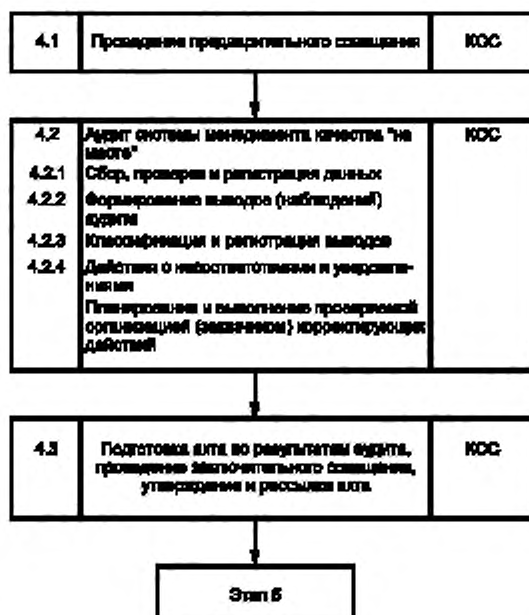 4.1 Проведение предварительного совещания КОС
4.2 Аудит системы менеджмента качества "на КОС
месте"
4.2.1 Сбор, проверка и регистрация данных
4.2.2 Формирование выводов (наблюдений)
аудита
4.2.3 Классификация и регистрация выводов
4.2.4 Действия с несоответствиями и уведомле-
ниями
Планирование и выполнение проверяемой
организацией (заказчиком) корректирующих
действий
4.3 Подготовка акта по результатам аудита, КОС
проведение заключительного совещания,
утверждение и рассылка акта
Этап 5